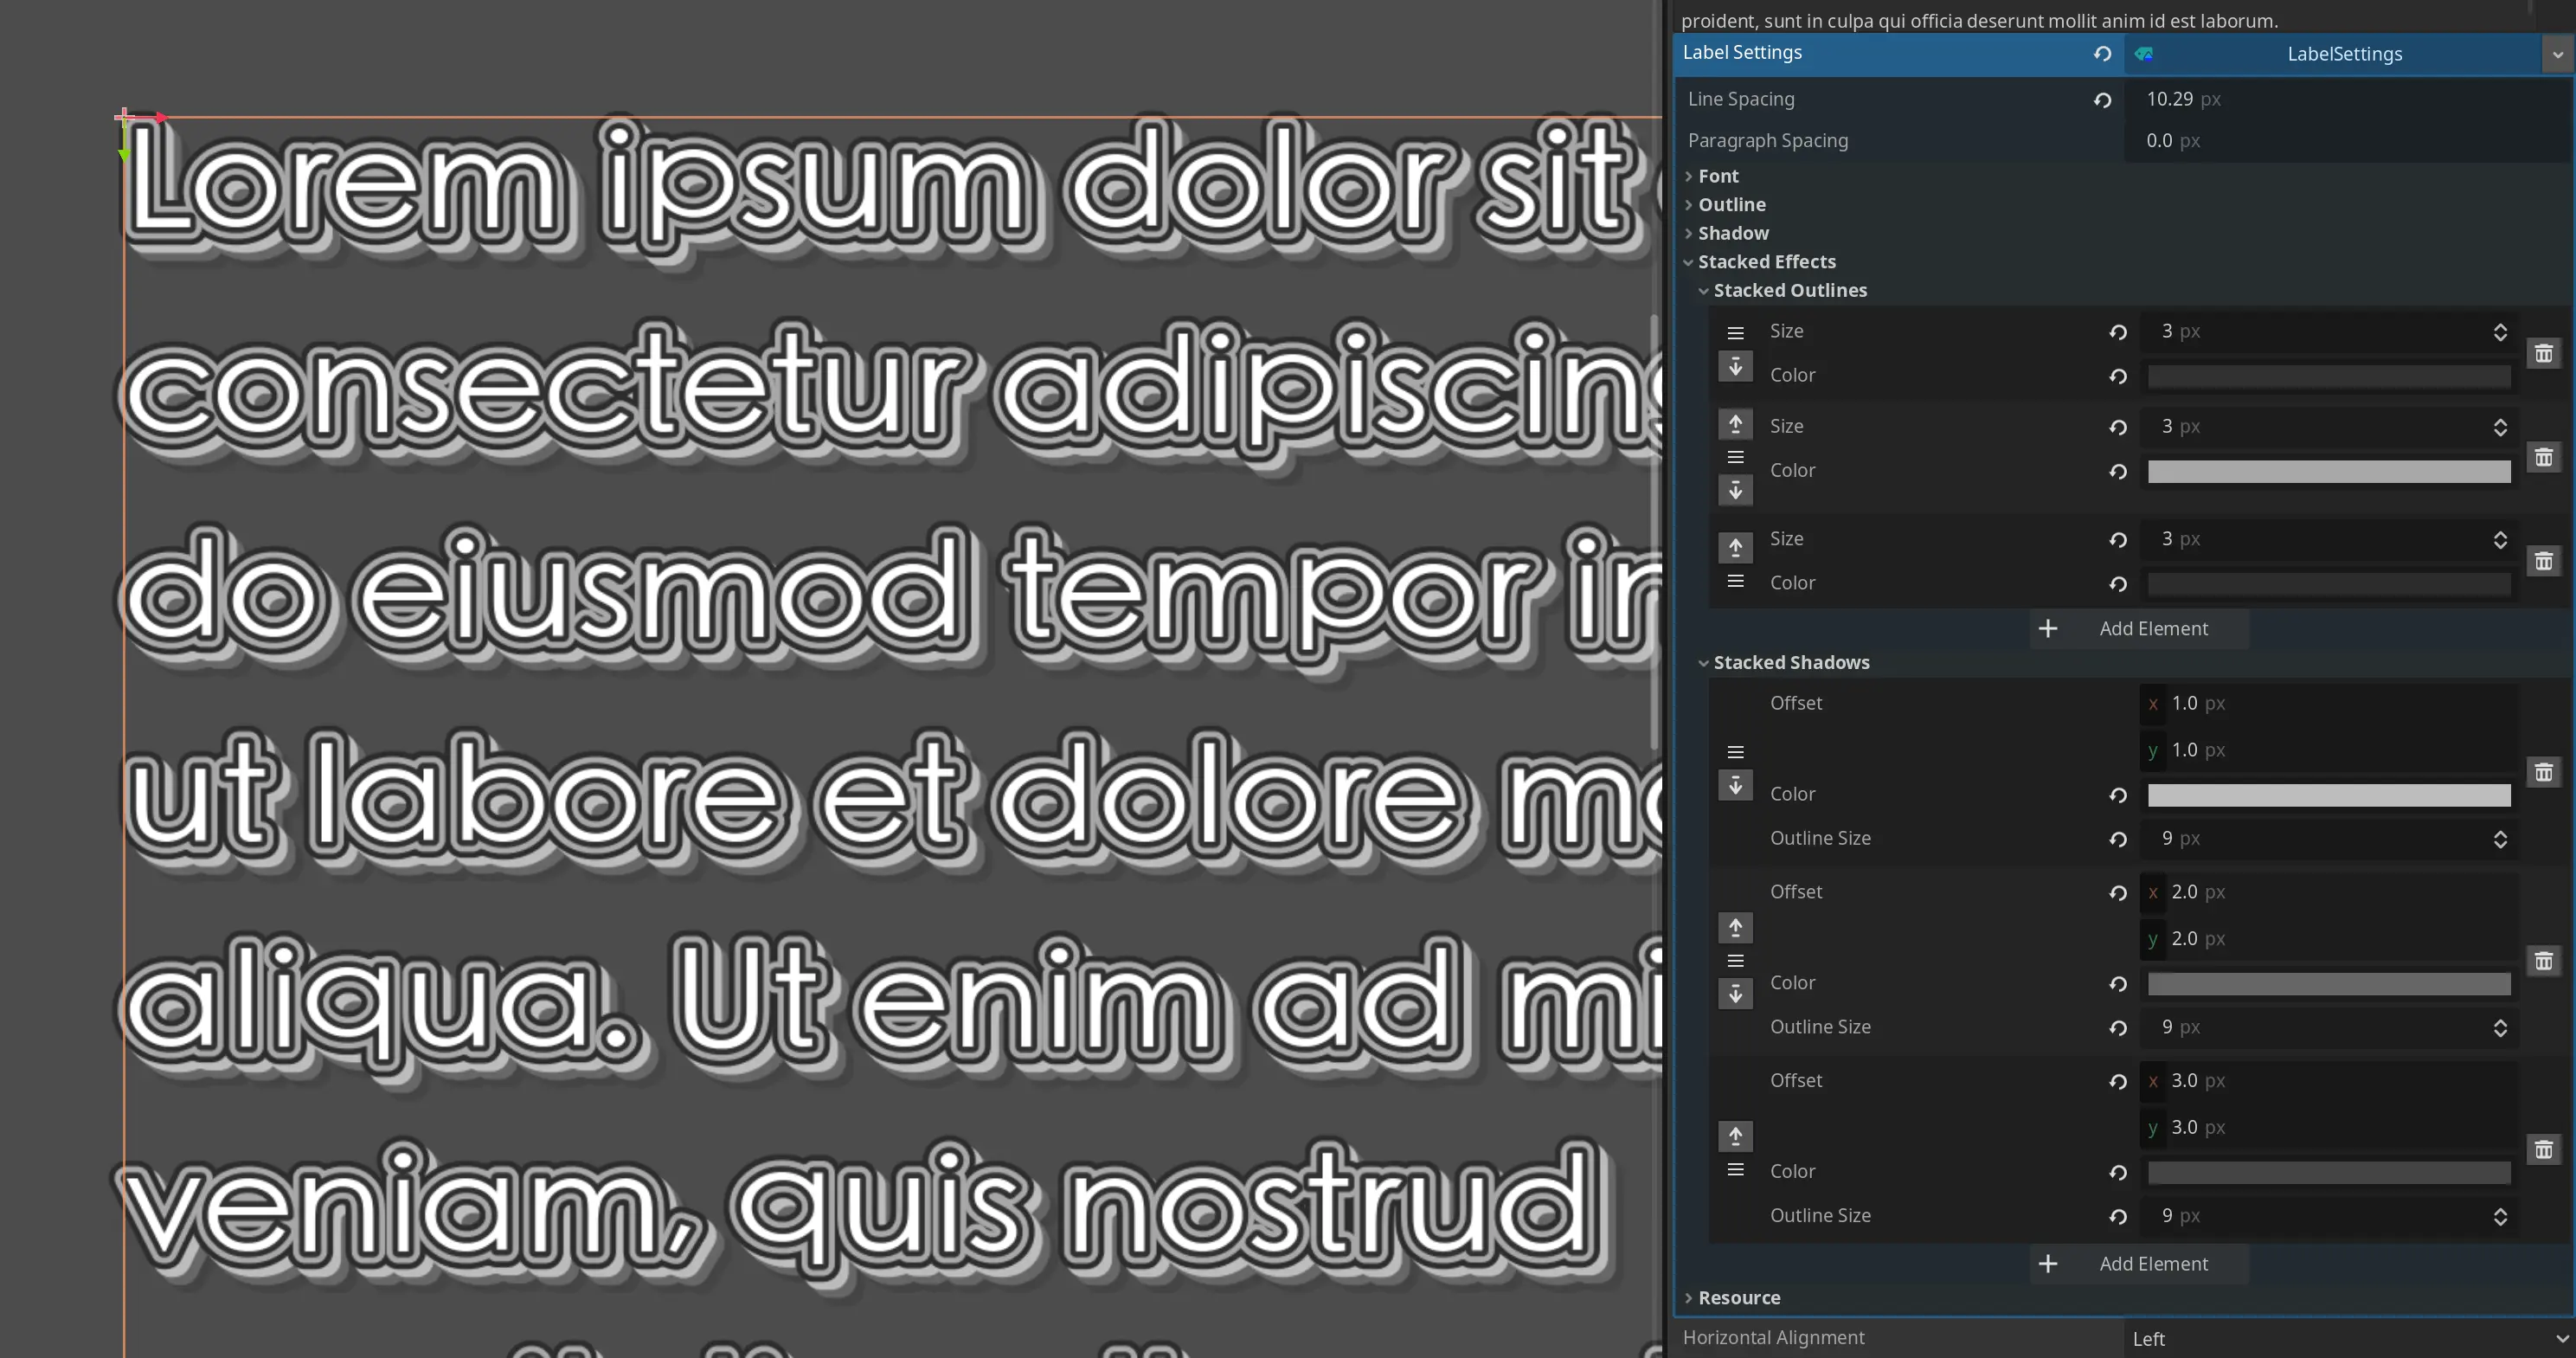 Lorem ipsum dolor sit
consectetur adipiscing
do eiusmod tempor in
ut labore et dolore ma
aliqua. Ut enim ad mi
veniam, quis nostrud
proident, sunt in culpa qui officia deserunt mollit anim id est laborum.
Label Settings LabelSettings
Line Spacing 10.29 px
Paragraph Spacing 0.0 px
Font
Outline
Shadow
Stacked Effects
Stacked Outlines
Size 3 px
Color
Size 3 px
Color
Size 3 px
Color
+ Add Element
Stacked Shadows
Offset x 1.0 px
y 1.0 px
Color
Outline Size 9 px
Offset x 2.0 px
y 2.0 px
Color
Outline Size 9 px
Offset x 3.0 px
y 3.0 px
Color
Outline Size 9 px
+ Add Element
Resource
Horizontal Alignment Left